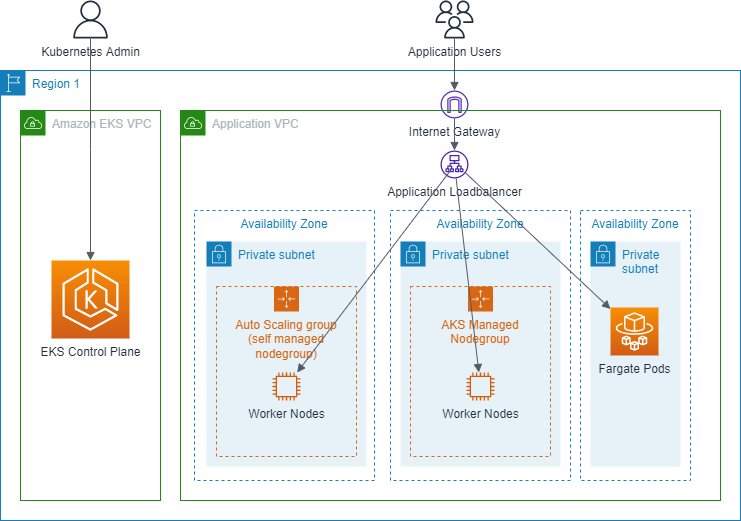 Kubernetes Admin
Application Users
Region 1
Amazon EKS VPC
Application VPC
Internet Gateway
Application Loadbalancer
Availability Zone
Availability Zone
Availability Zone
Private subnet
Private subnet
Private
subnet
Auto Scaling group
(self managed
nodegroup)
AKS Managed
Nodegroup
K
EKS Control Plane
Fargate Pods
Worker Nodes
Worker Nodes